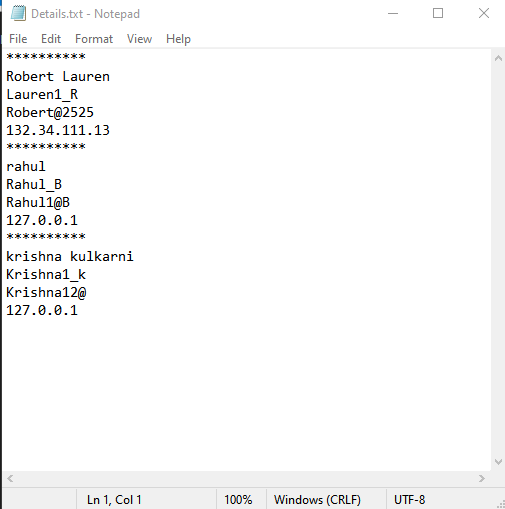 Details.txt - Notepad
File Edit Format View Help
**********
Robert Lauren
Lauren1_R
Robert@2525
132.34.111.13
**********
rahul
Rahul_B
Rahul1@B
127.0.0.1
**********
krishna kulkarni
Krishna1_k
Krishna12@
127.0.0.1
Ln 1, Col 1 100% Windows (CRLF) UTF-8